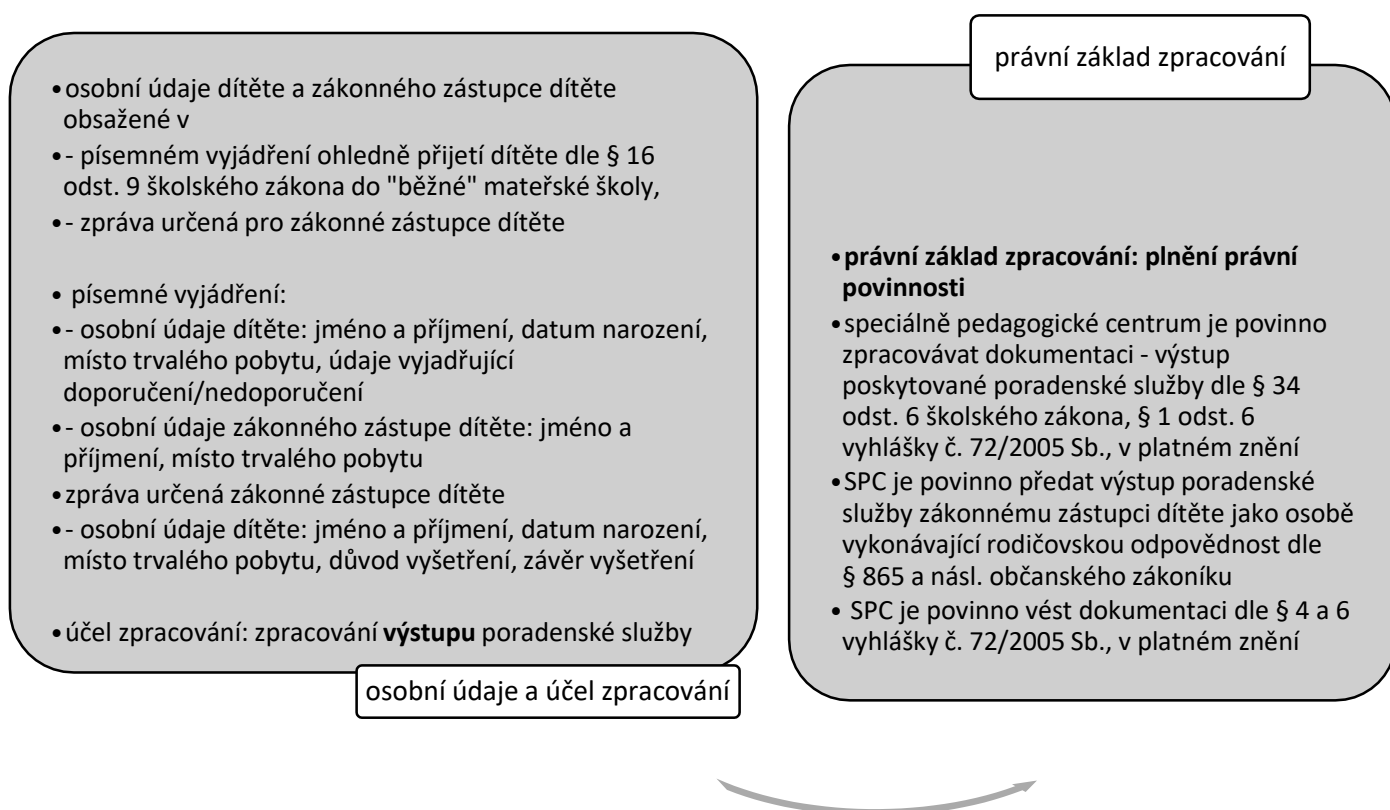 •osobní údaje dítěte a zákonného zástupce dítěte
obsažené v
•- písemném vyjádření ohledně přijetí dítěte dle § 16
odst. 9 školského zákona do "běžné" mateřské školy,
•- zpráva určená pro zákonné zástupce dítěte
• písemné vyjádření:
•- osobní údaje dítěte: jméno a příjmení, datum narození,
místo trvalého pobytu, údaje vyjadřující
doporučení/nedoporučení
•- osobní údaje zákonného zástupe dítěte: jméno a
příjmení, místo trvalého pobytu
•zpráva určená zákonné zástupce dítěte
•- osobní údaje dítěte: jméno a příjmení, datum narození,
místo trvalého pobytu, důvod vyšetření, závěr vyšetření
•účel zpracování: zpracování výstupu poradenské služby
osobní údaje a účel zpracování
právní základ zpracování
•právní základ zpracování: plnění právní
povinnosti
•speciálně pedagogické centrum je povinno
zpracovávat dokumentaci - výstup
poskytované poradenské služby dle § 34
odst. 6 školského zákona, § 1 odst. 6
vyhlášky č. 72/2005 Sb., v platném znění
•SPC je povinno předat výstup poradenské
služby zákonnému zástupci dítěte jako osobě
vykonávající rodičovskou odpovědnost dle
§ 865 a násl. občanského zákoníku
• SPC je povinno vést dokumentaci dle § 4 a 6
vyhlášky č. 72/2005 Sb., v platném znění